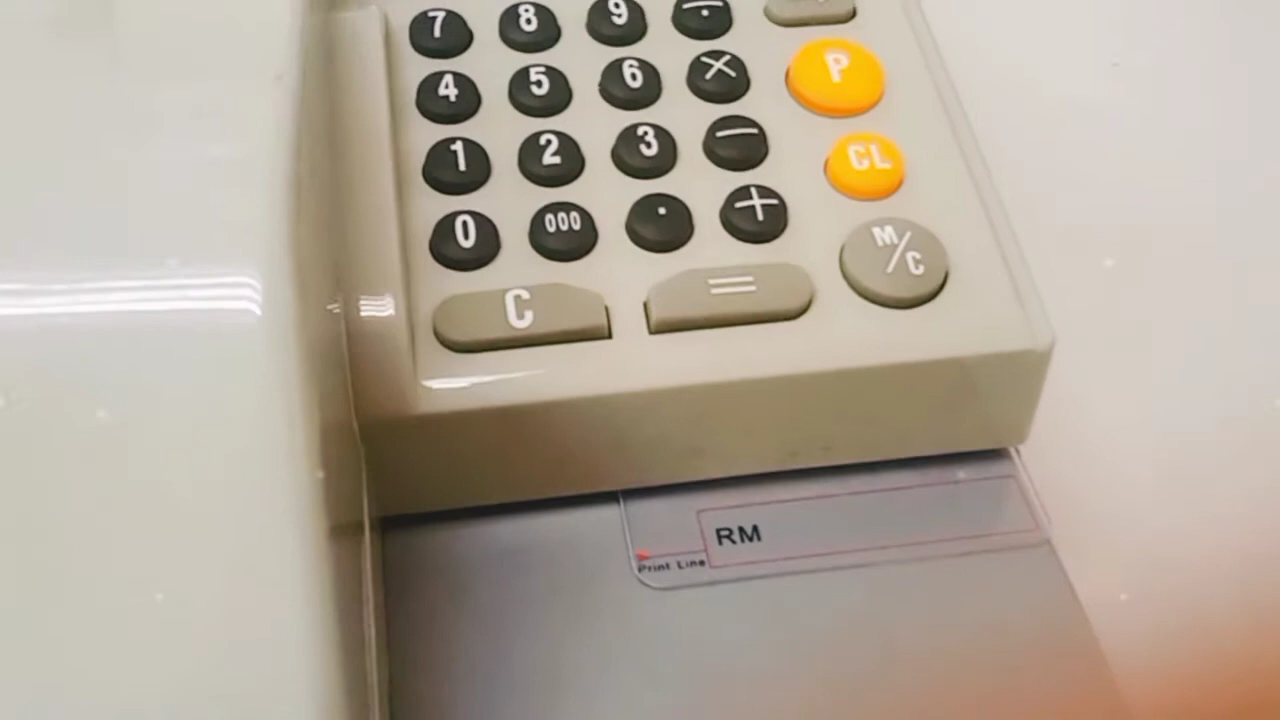 7 8 9 ÷
4 5 6 × P
1 2 3 − CL
0 000 . + M/C
C =
RM
Print Line